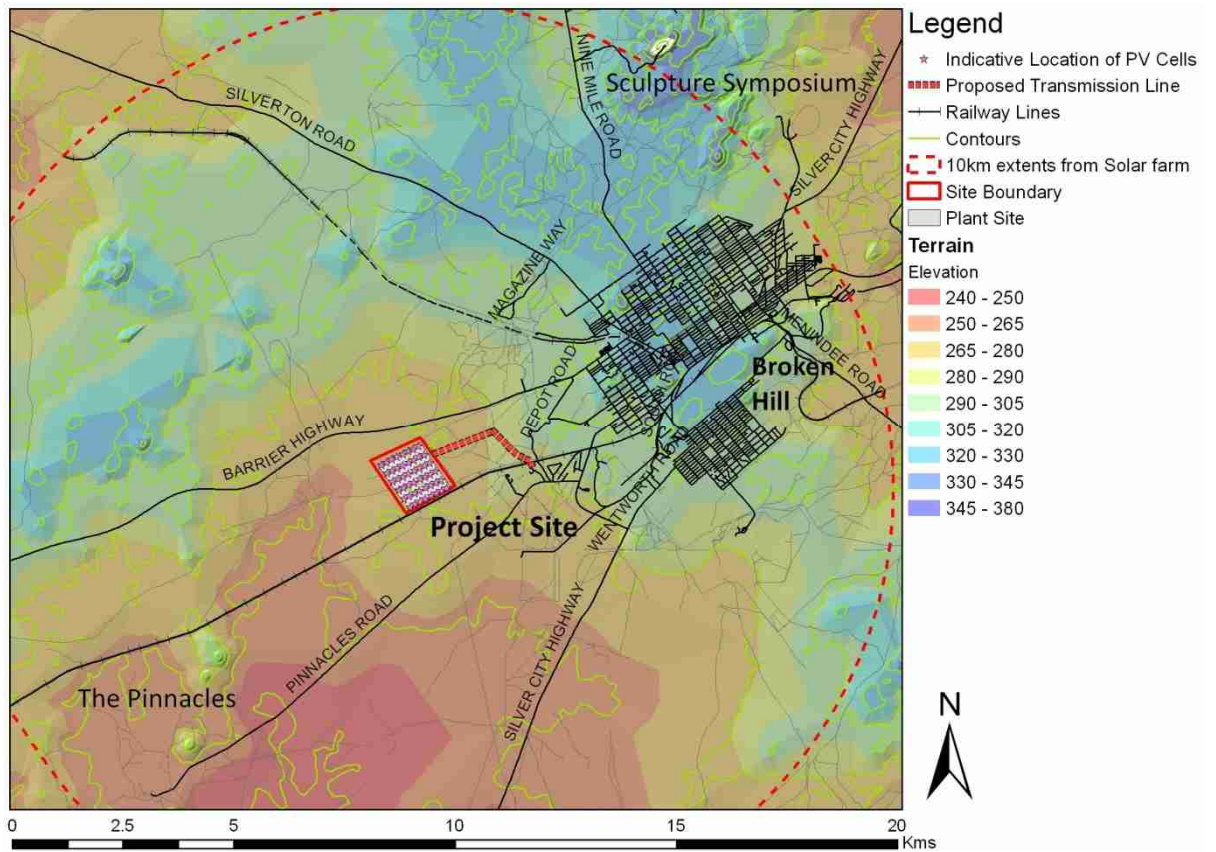 Legend
Indicative Location of PV Cells
Proposed Transmission Line
Railway Lines
Contours
10km extents from Solar farm
Site Boundary
Plant Site
Terrain
Elevation
240 - 250
250 - 265
265 - 280
280 - 290
290 - 305
305 - 320
320 - 330
330 - 345
345 - 380
NINE MILE ROAD
Sculpture Symposium
SILVER CITY HIGHWAY
SILVERTON ROAD
MAGAZINE WAY
MENINDEE ROAD
Broken
Hill
DEPOT ROAD
BARRIER HIGHWAY
WENTWORTH ROAD
Project Site
PINNACLES ROAD
SILVER CITY HIGHWAY
The Pinnacles
N
0
2.5
5
10
15
20
Kms